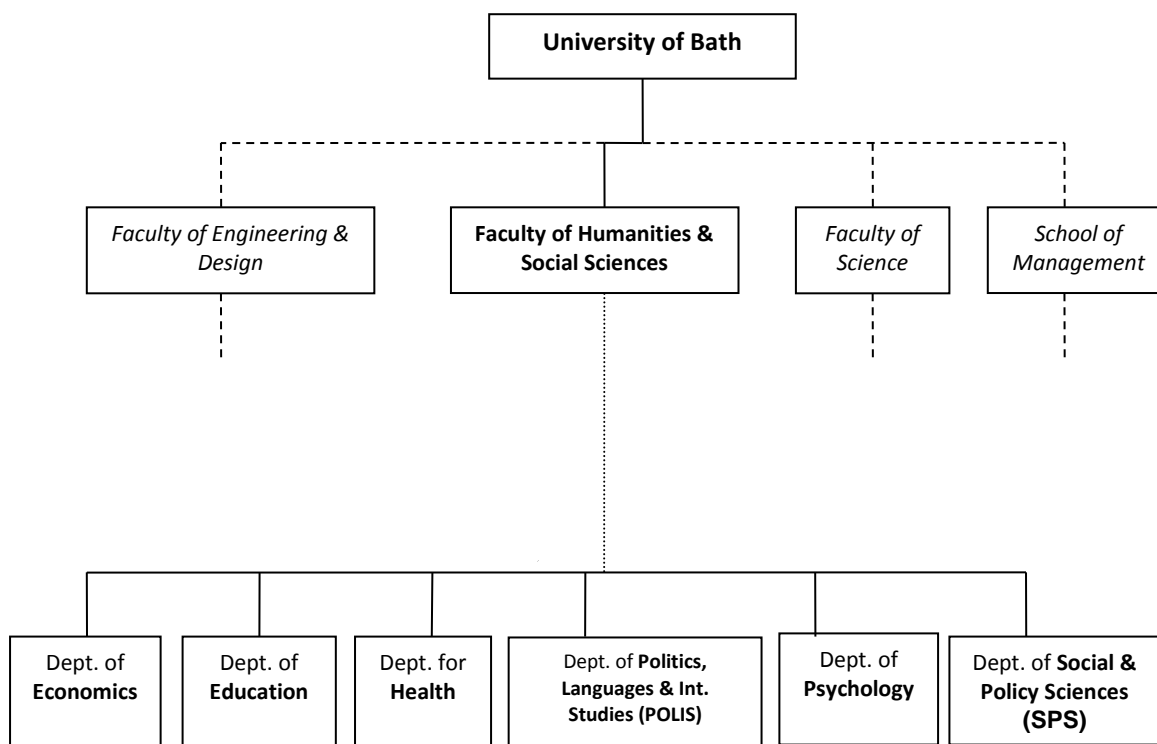 University of Bath
Faculty of Engineering &
Design
Faculty of Humanities &
Social Sciences
Faculty of
Science
School of
Management
Dept. of
Economics
Dept. of
Education
Dept. for
Health
Dept. of Politics,
Languages & Int.
Studies (POLIS)
Dept. of
Psychology
Dept. of Social &
Policy Sciences
(SPS)